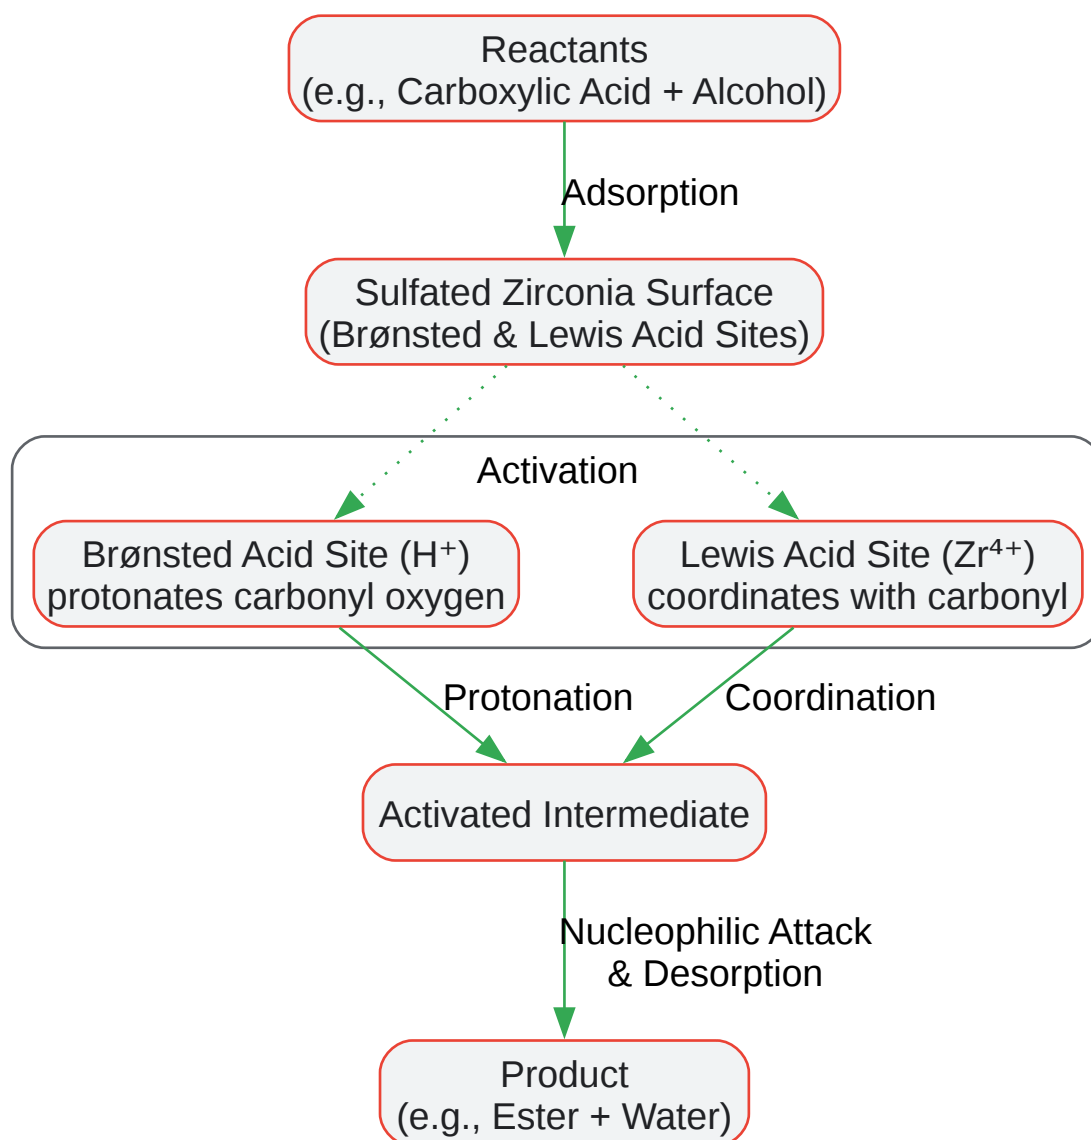 Reactants
(e.g., Carboxylic Acid + Alcohol)
Adsorption
Sulfated Zirconia Surface
(Brønsted & Lewis Acid Sites)
Activation
Brønsted Acid Site (H⁺)
protonates carbonyl oxygen
Lewis Acid Site (Zr⁴⁺)
coordinates with carbonyl
Protonation
Coordination
Activated Intermediate
Nucleophilic Attack
& Desorption
Product
(e.g., Ester + Water)